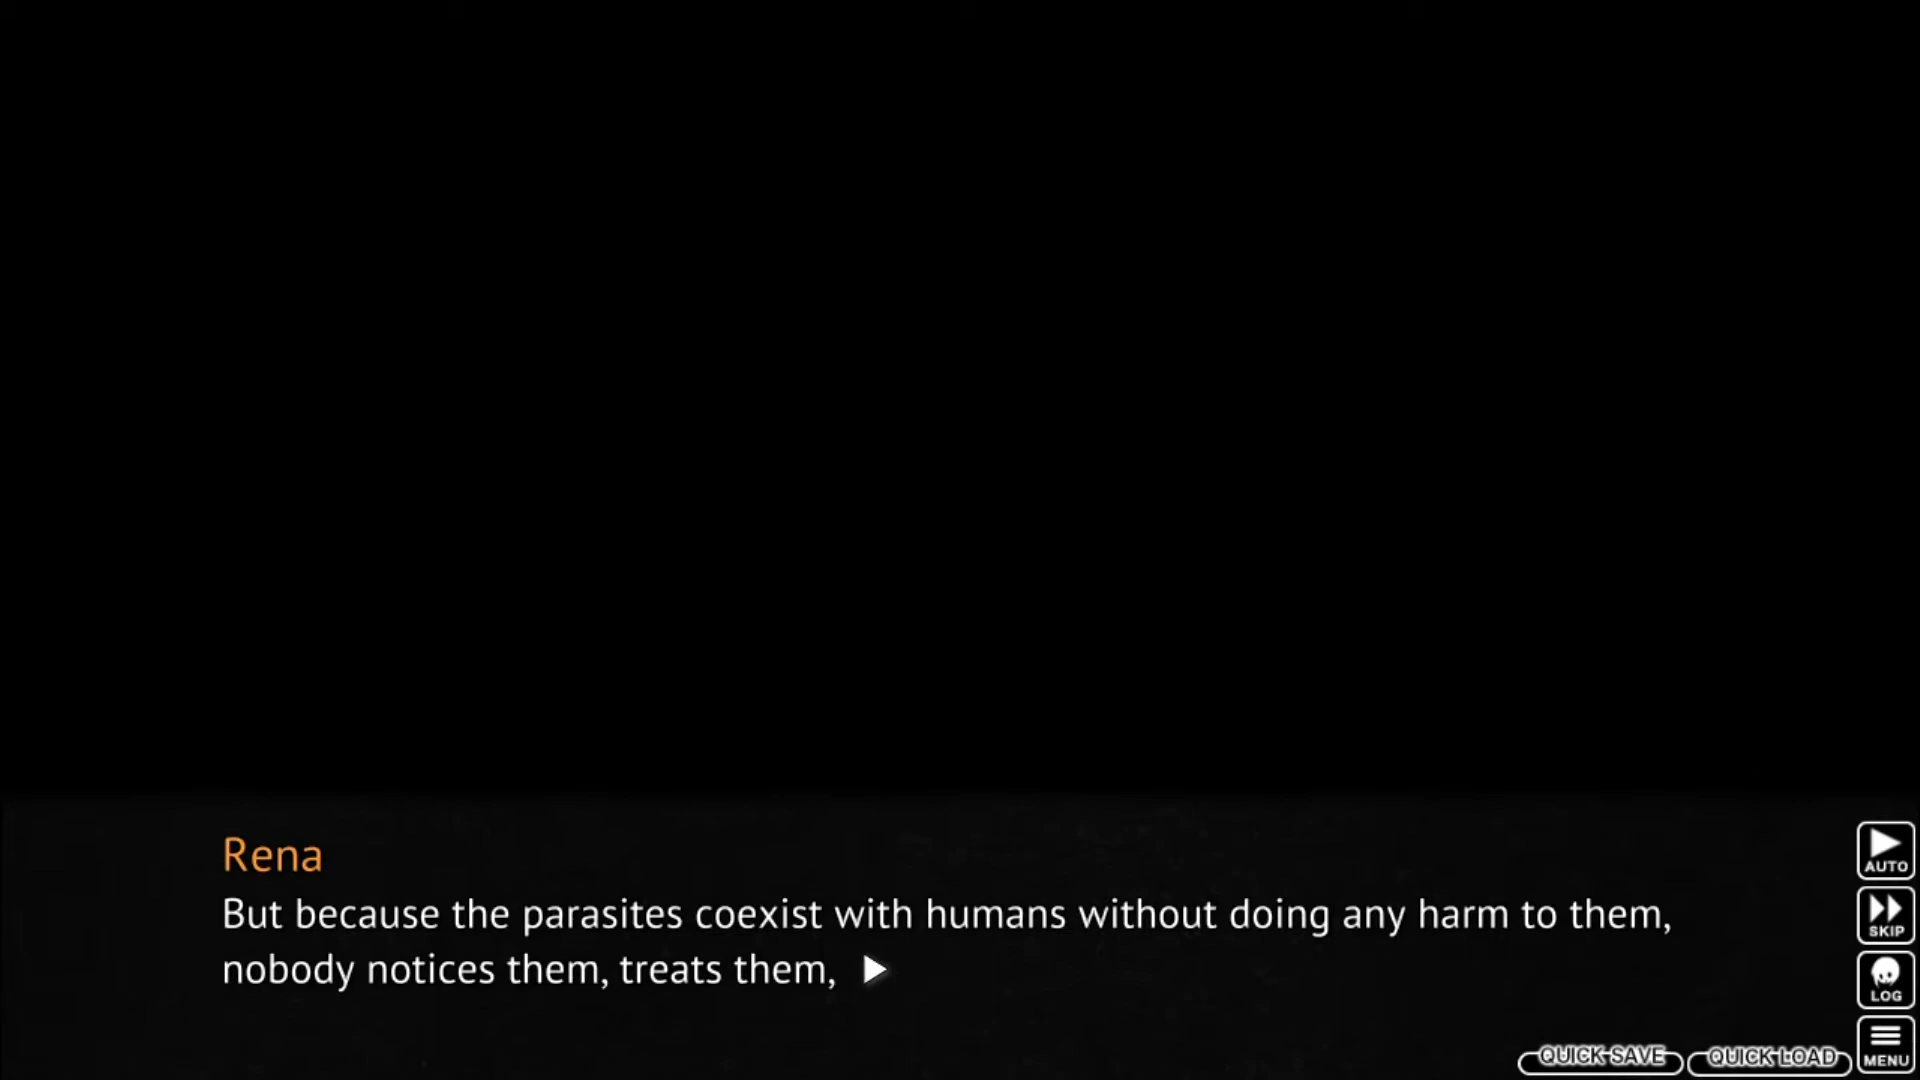 Rena
But because the parasites coexist with humans without doing any harm to them,
nobody notices them, treats them,
AUTO
SKIP
LOG
MENU
QUICK SAVE
QUICK LOAD